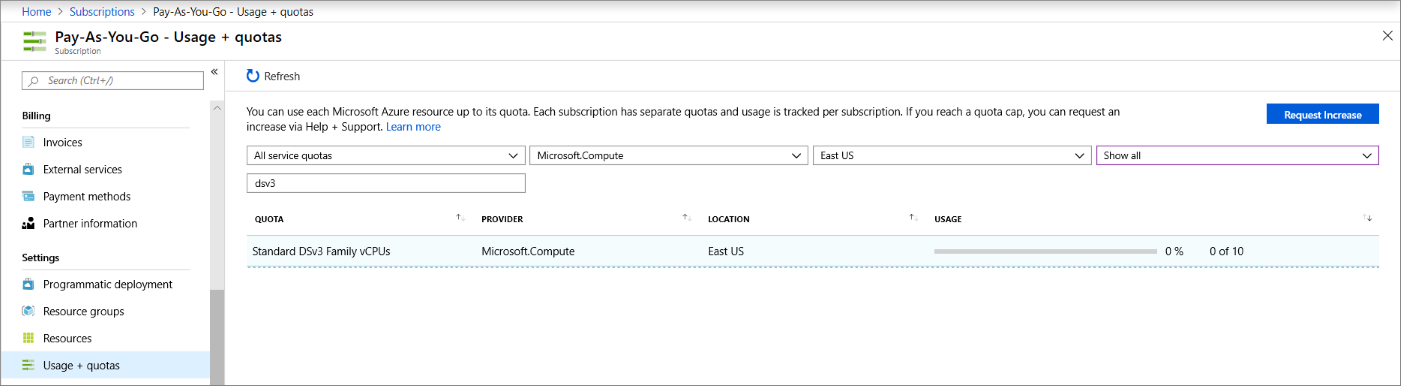 Home > Subscriptions > Pay-As-You-Go - Usage + quotas
Pay-As-You-Go - Usage + quotas
Subscription
Search (Ctrl+/)
«
Billing
Invoices
External services
Payment methods
Partner information
Settings
Programmatic deployment
Resource groups
Resources
Usage + quotas
Refresh
You can use each Microsoft Azure resource up to its quota. Each subscription has separate quotas and usage is tracked per subscription. If you reach a quota cap, you can request an
increase via Help + Support. Learn more
Request Increase
All service quotas Microsoft.Compute East US Show all
dsv3
QUOTA PROVIDER LOCATION USAGE
Standard DSv3 Family vCPUs Microsoft.Compute East US 0 % 0 of 10